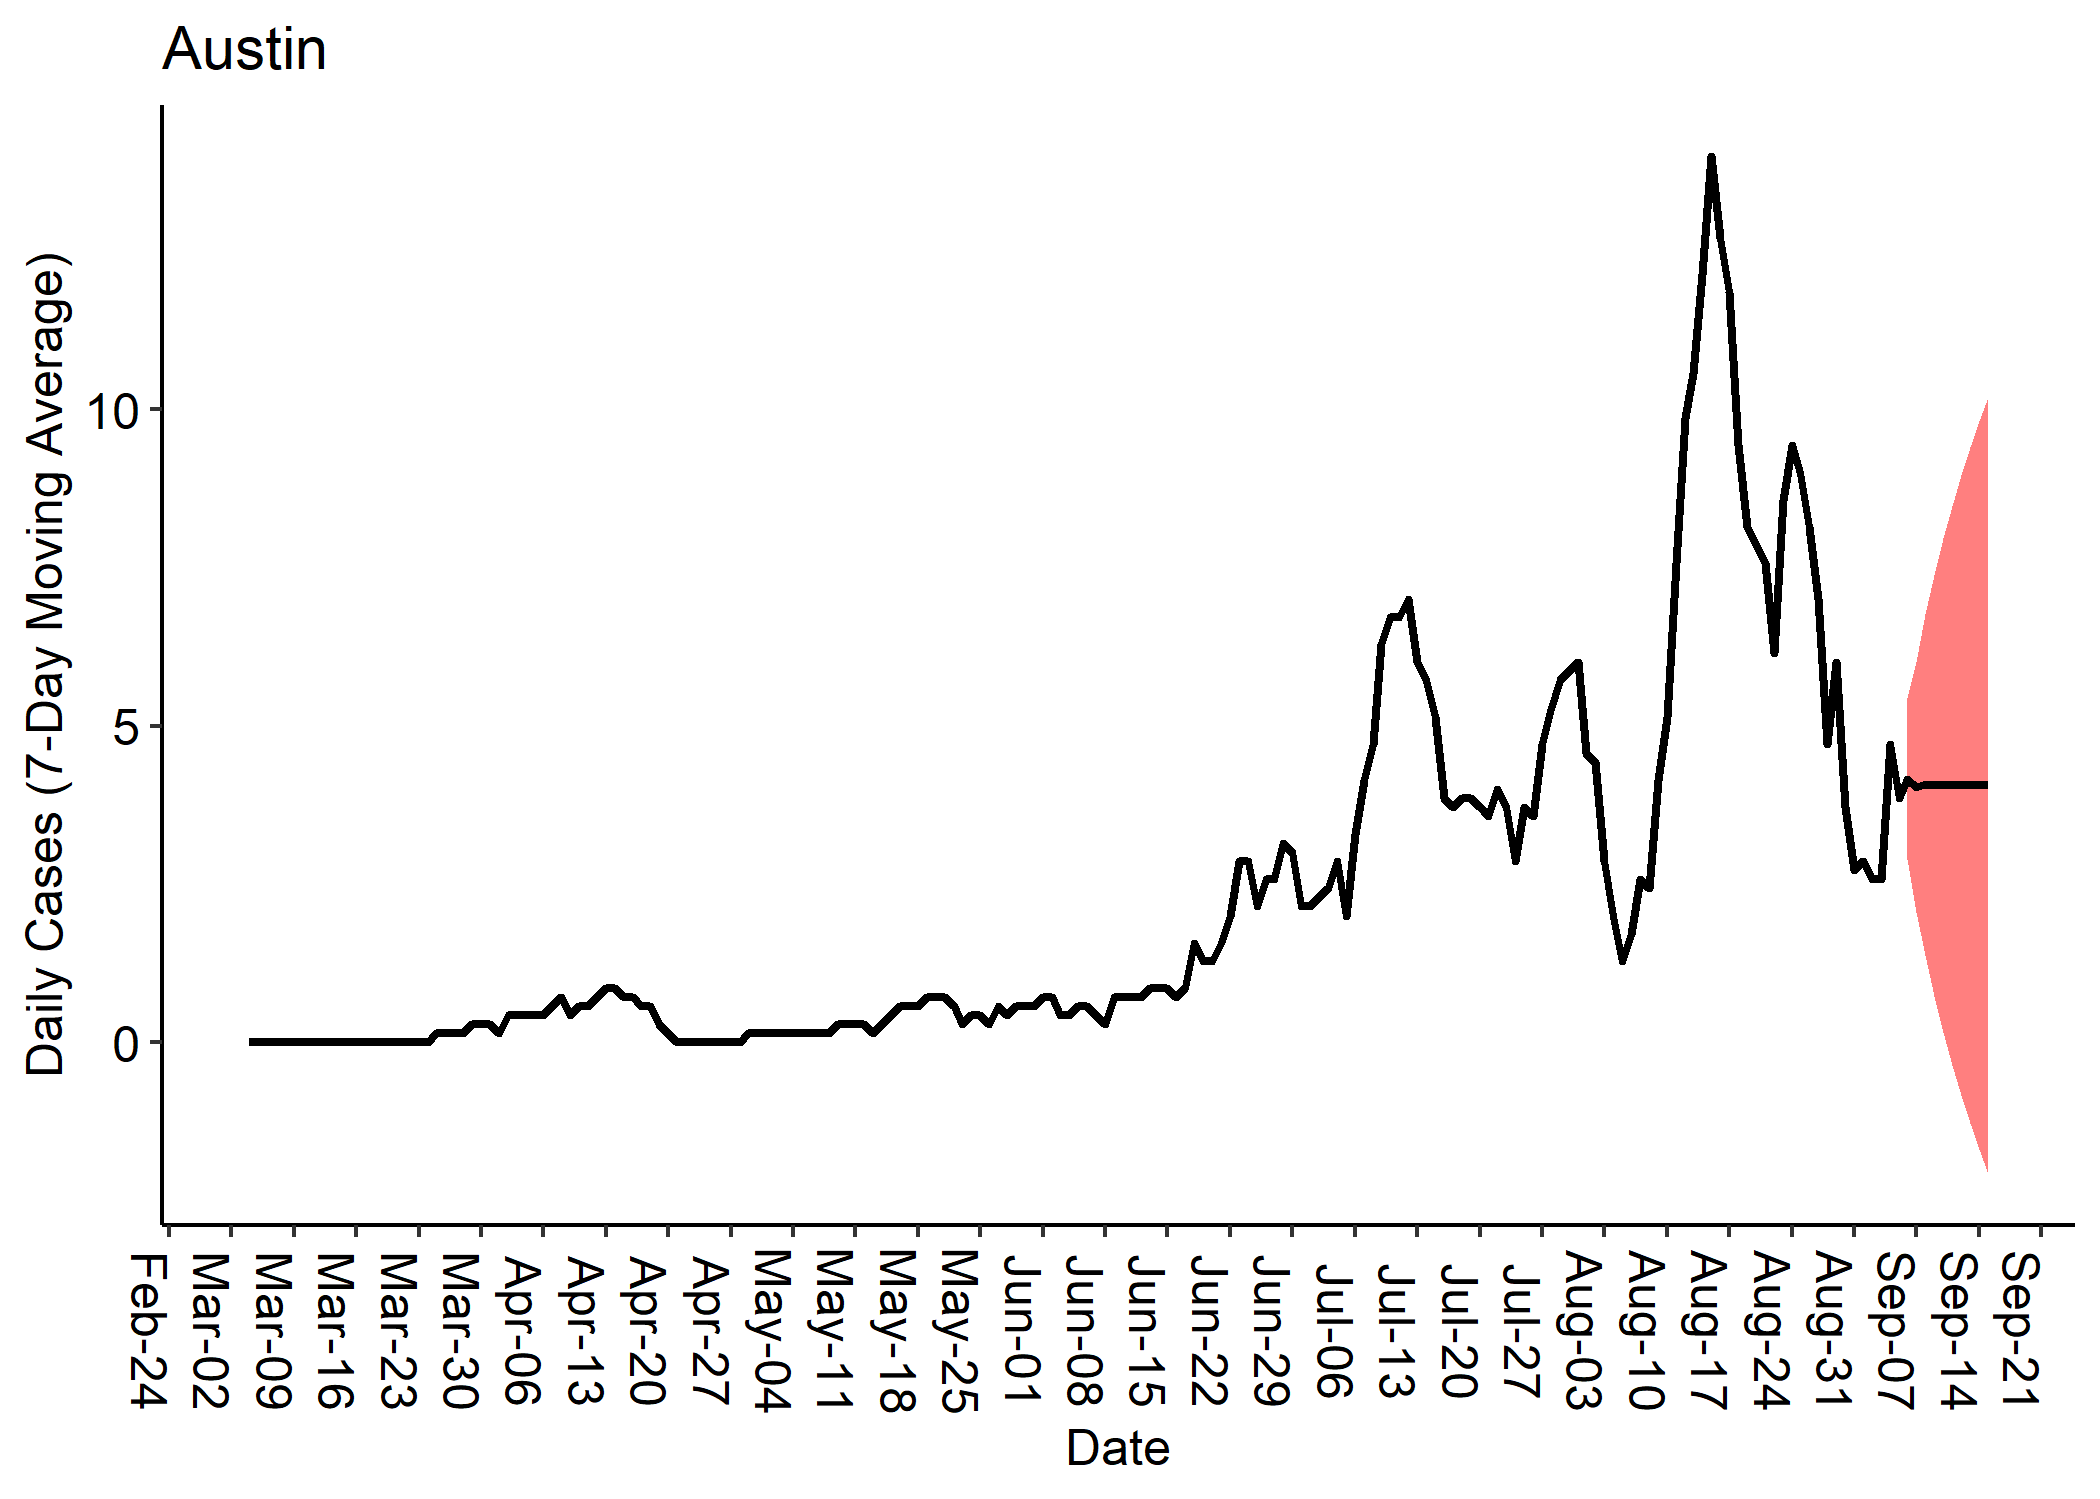 Austin
Daily Cases (7-Day Moving Average)
10
5
0
Feb-24
Mar-02
Mar-09
Mar-16
Mar-23
Mar-30
Apr-06
Apr-13
Apr-20
Apr-27
May-04
May-11
May-18
May-25
Jun-01
Jun-08
Jun-15
Jun-22
Jun-29
Jul-06
Jul-13
Jul-20
Jul-27
Aug-03
Aug-10
Aug-17
Aug-24
Aug-31
Sep-07
Sep-14
Sep-21
Date